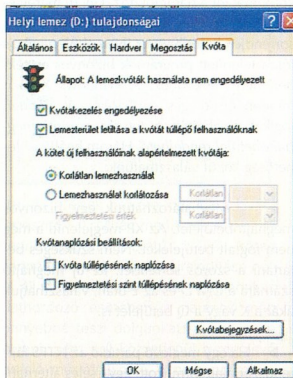 Helyi lemez (D:) tulajdonságai
Általános Eszközök Hardver Megosztás Kvóta
Állapot: A lemezkvóták használata nem engedélyezett
Kvótakezelés engedélyezése
Lemezterület letiltása a kvótát túllépő felhasználóknak
A kötet új felhasználóinak alapértelmezett kvótája:
Korlátlan lemezhasználat
Lemezhasználat korlátozása Korlátlan
Figyelmeztetési érték Korlátlan
Kvótanaplózási beállítások:
Kvóta túllépésének naplózása
Figyelmeztetési szint túllépésének naplózása
Kvótabejegyzések...
OK Mégse Alkalmaz